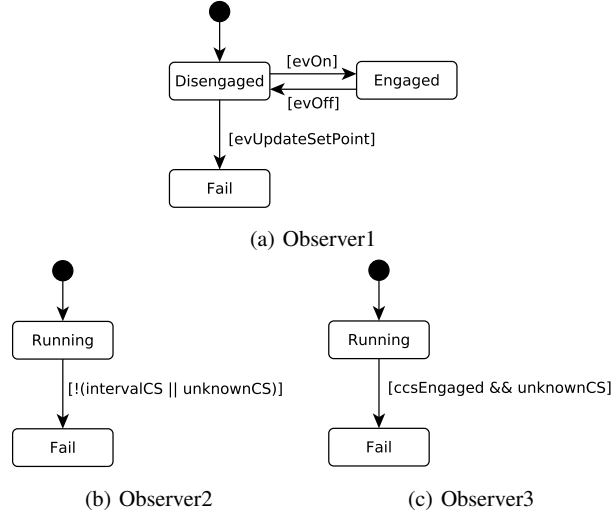 [evOn]
Disengaged
Engaged
[evOff]
[evUpdateSetPoint]
Fail
(a) Observer1
Running
[!(intervalCS || unknownCS)]
Fail
(b) Observer2
Running
[ccsEngaged && unknownCS]
Fail
(c) Observer3